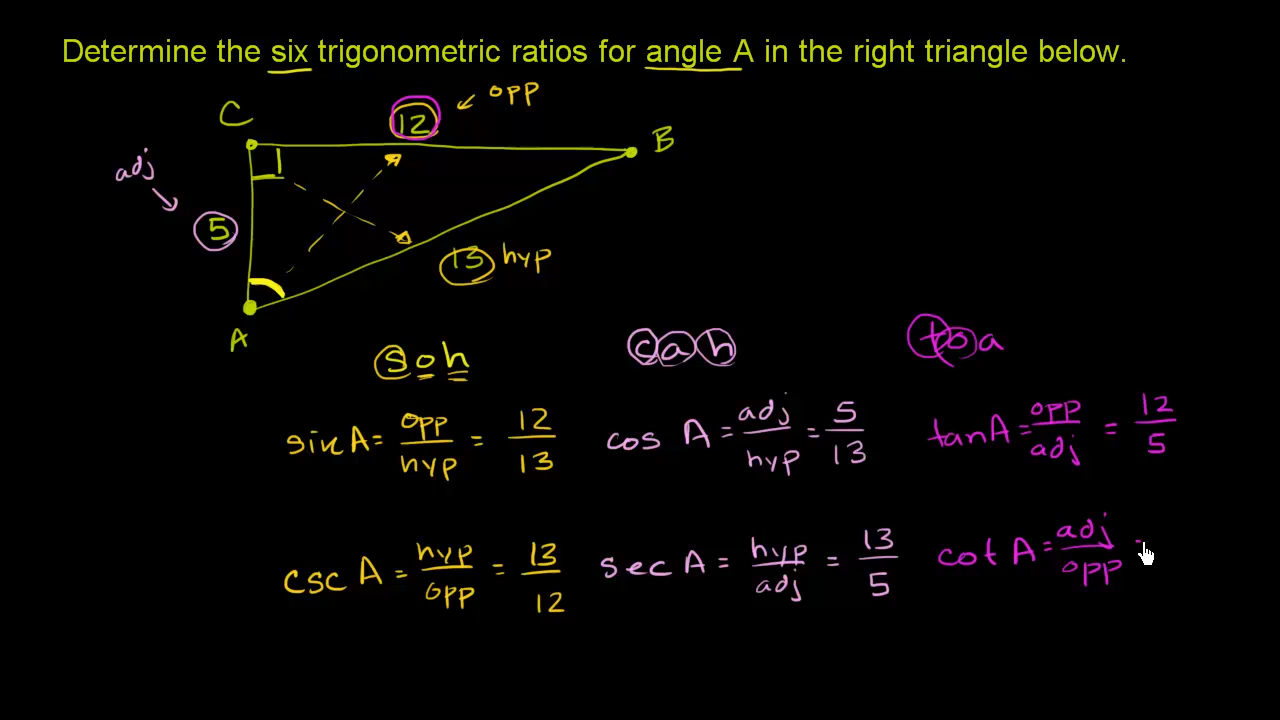 Determine the six trigonometric ratios for angle A in the right triangle below.
C
12
opp
B
adj
5
13 hyp
A
soh
cah
toa
sin A = opp/hyp = 12/13
cos A = adj/hyp = 5/13
tan A = opp/adj = 12/5
csc A = hyp/opp = 13/12
sec A = hyp/adj = 13/5
cot A = adj/opp =